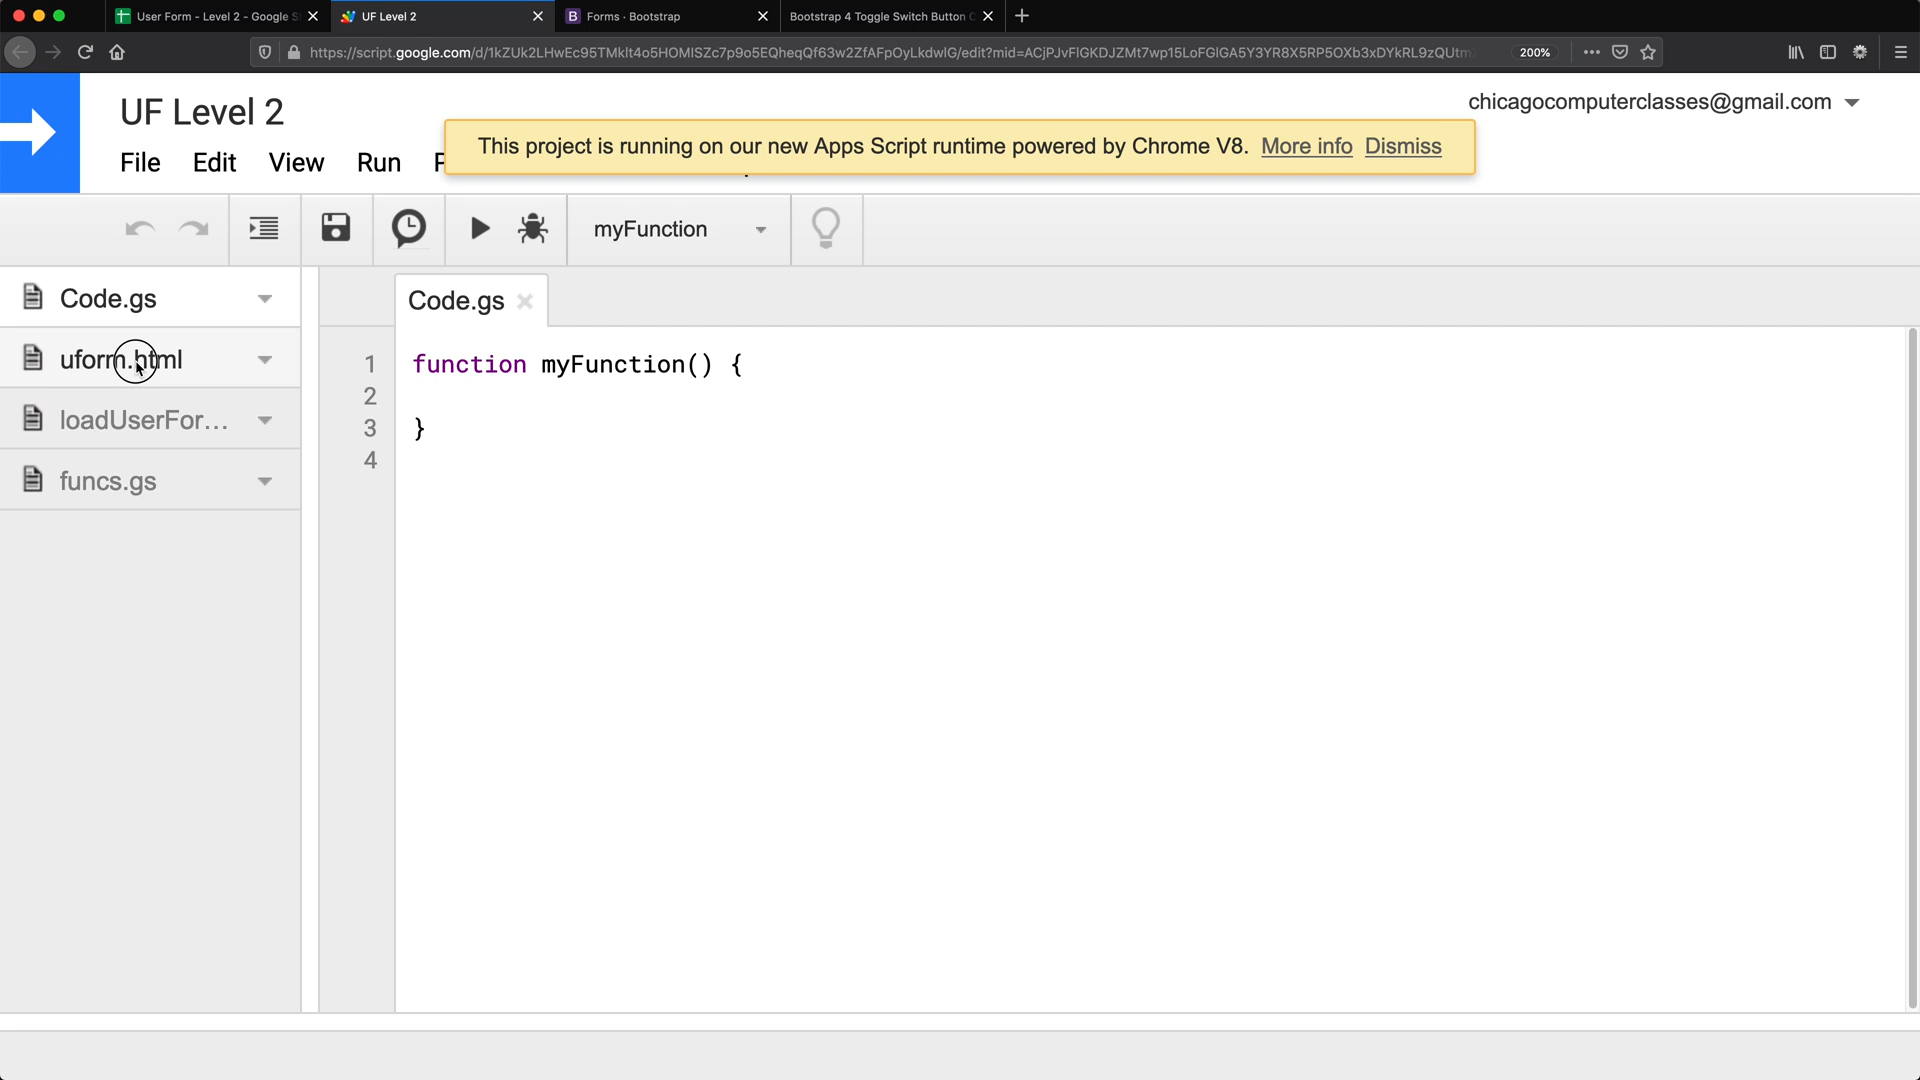 User Form - Level 2 - Google S
UF Level 2
B Forms · Bootstrap
Bootstrap 4 Toggle Switch Button
https://script.google.com/d/1kZUk2LHwEc95TMklt4o5HOMISZc7p9o5EQheqQf63w2ZfAFpOyLkdwlG/edit?mid=ACjPJvFlGKDJZMt7wp15LoFGlGA5Y3YR8X5RP5OXb3xDYkRL9zQUtm
200%
UF Level 2
chicagocomputerclasses@gmail.com
This project is running on our new Apps Script runtime powered by Chrome V8. More info Dismiss
File Edit View Run
myFunction
Code.gs
uform.html
loadUserFor...
funcs.gs
Code.gs
1 function myFunction() {
2
3 }
4